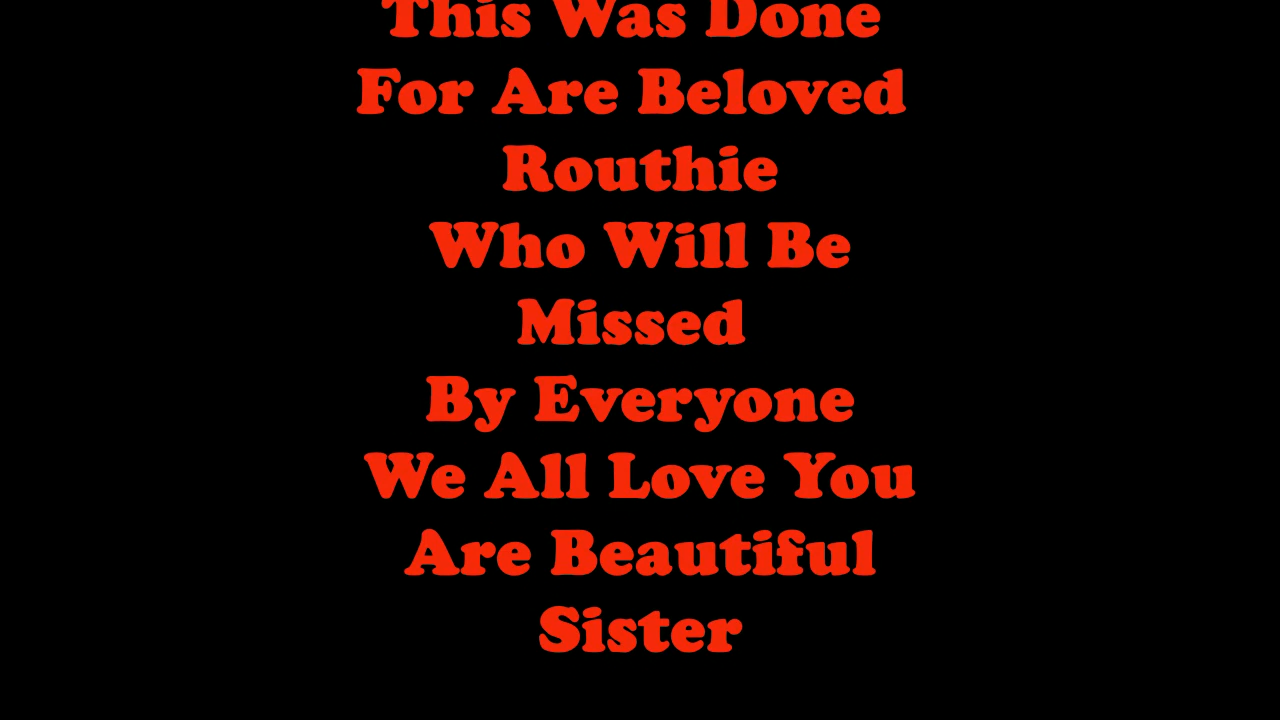 This Was Done
For Are Beloved
Routhie
Who Will Be
Missed
By Everyone
We All Love You
Are Beautiful
Sister